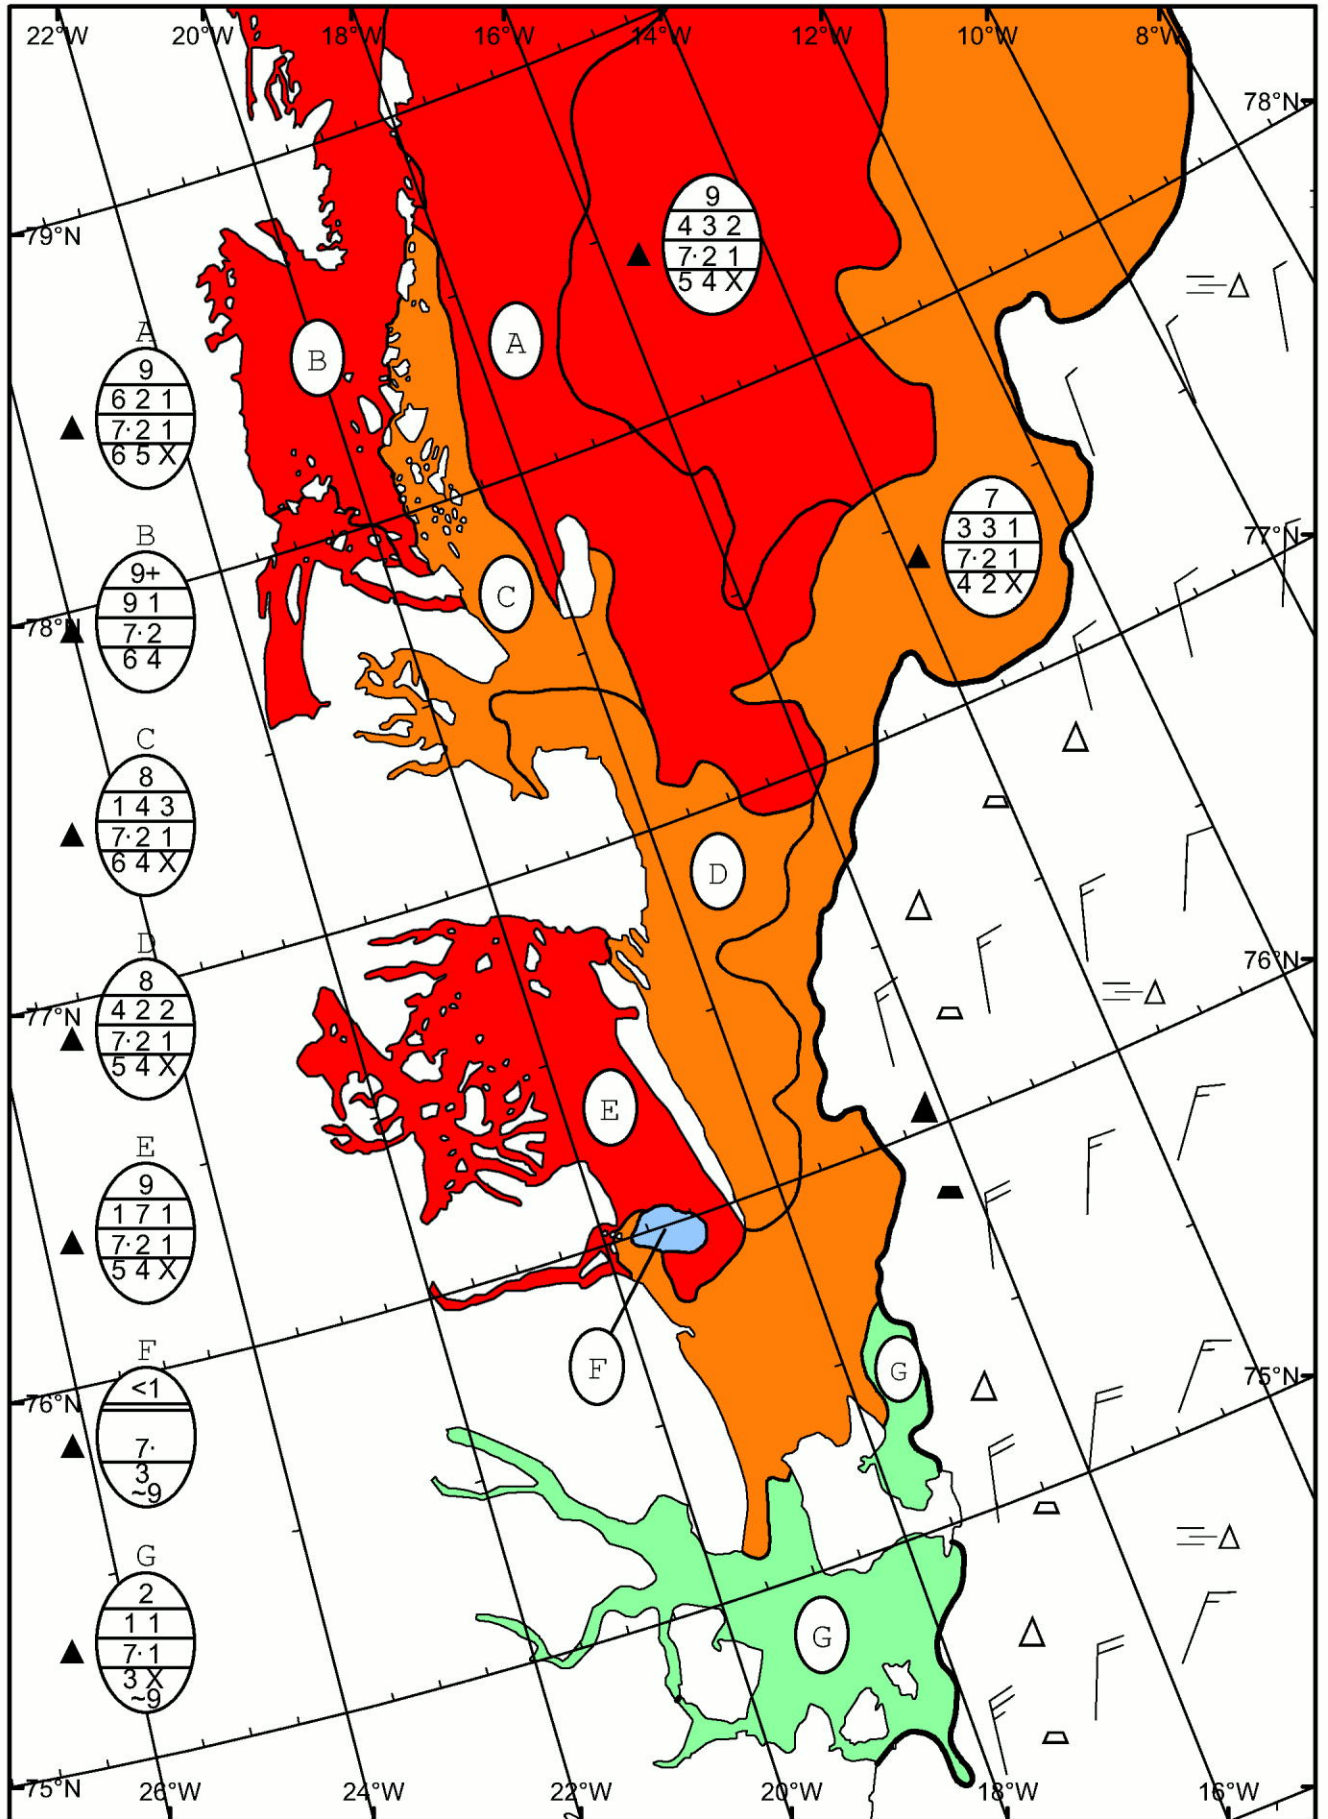 22°W 20°W 18°W 16°W 14°W 12°W 10°W 8°W
78°N
79°N
9
4 3 2
7· 2 1
5 4 X
B
A
A
9
6 2 1
7· 2 1
6 5 X
7
3 3 1
7· 2 1
4 2 X
77°N
B
9+
9 1
7· 2
6 4
78°N
C
C
8
1 4 3
7· 2 1
6 4 X
D
D
8
4 2 2
7· 2 1
5 4 X
76°N
77°N
E
E
9
1 7 1
7· 2 1
5 4 X
F
F
<1
7·
3
~9
G
75°N
76°N
G
2
1 1
7· 1
3 X
~9
G
75°N
26°W 24°W 22°W 20°W 18°W 16°W